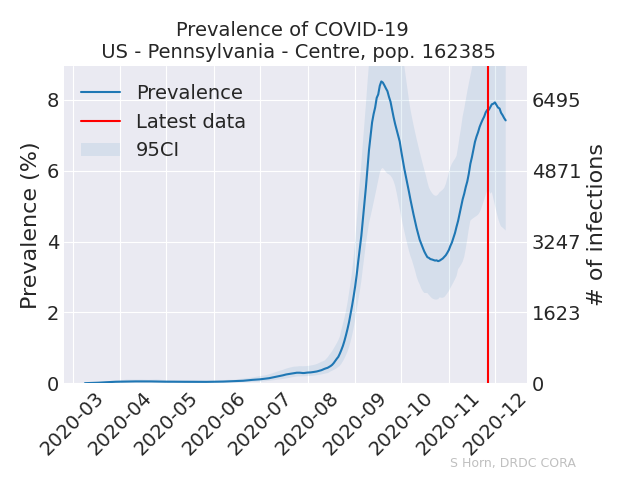 Prevalence of COVID-19
US - Pennsylvania - Centre, pop. 162385
Prevalence
Latest data
95CI
Prevalence (%)
8
6
4
2
0
6495
4871
3247
1623
0
# of infections
2020-03
2020-04
2020-05
2020-06
2020-07
2020-08
2020-09
2020-10
2020-11
2020-12
S Horn, DRDC CORA